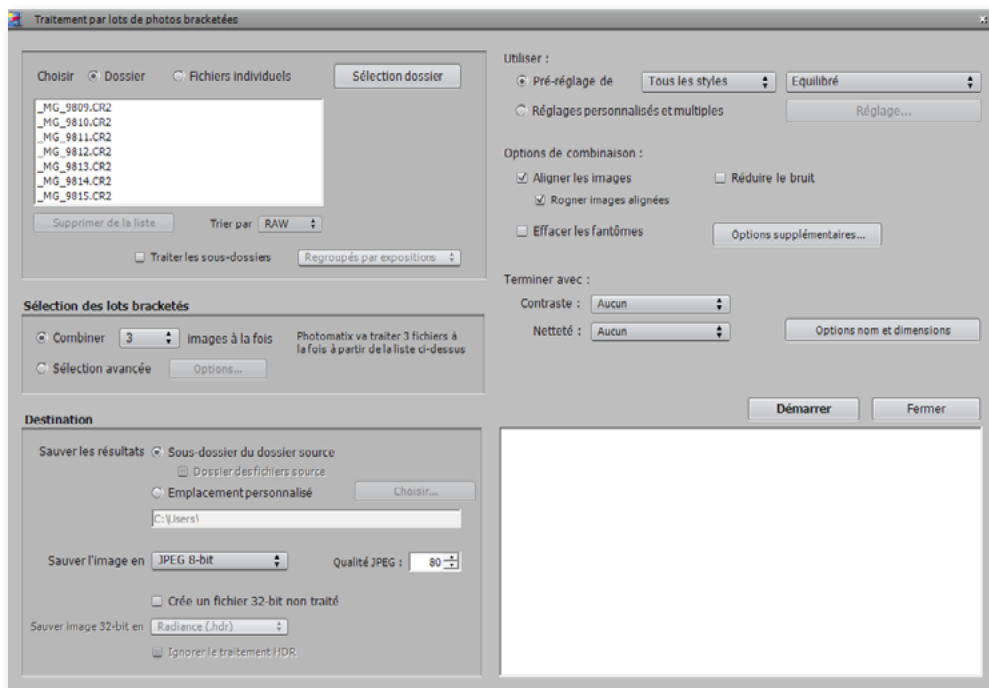 Traitement par lots de photos bracketées
Choisir Dossier Fichiers individuels Sélection dossier
_MG_9809.CR2
_MG_9810.CR2
_MG_9811.CR2
_MG_9812.CR2
_MG_9813.CR2
_MG_9814.CR2
_MG_9815.CR2
Supprimer de la liste Trier par RAW
Traiter les sous-dossiers Regroupés par expositions
Sélection des lots bracketés
Combiner 3 images à la fois
Photomatix va traiter 3 fichiers à
la fois à partir de la liste ci-dessus
Sélection avancée Options...
Destination
Sauver les résultats Sous-dossier du dossier source
Dossier des fichiers source
Emplacement personnalisé Choisir...
C:\Users\
Sauver l'image en JPEG 8-bit Qualité JPEG : 80
Crée un fichier 32-bit non traité
Sauver image 32-bit en Radiance (.hdr)
Ignorer le traitement HDR
Utiliser :
Pré-réglage de Tous les styles Equilibré
Réglages personnalisés et multiples Réglage...
Options de combinaison :
Aligner les images Réduire le bruit
Rogner images alignées
Effacer les fantômes Options supplémentaires...
Terminer avec :
Contraste : Aucun
Netteté : Aucun Options nom et dimensions
Démarrer Fermer